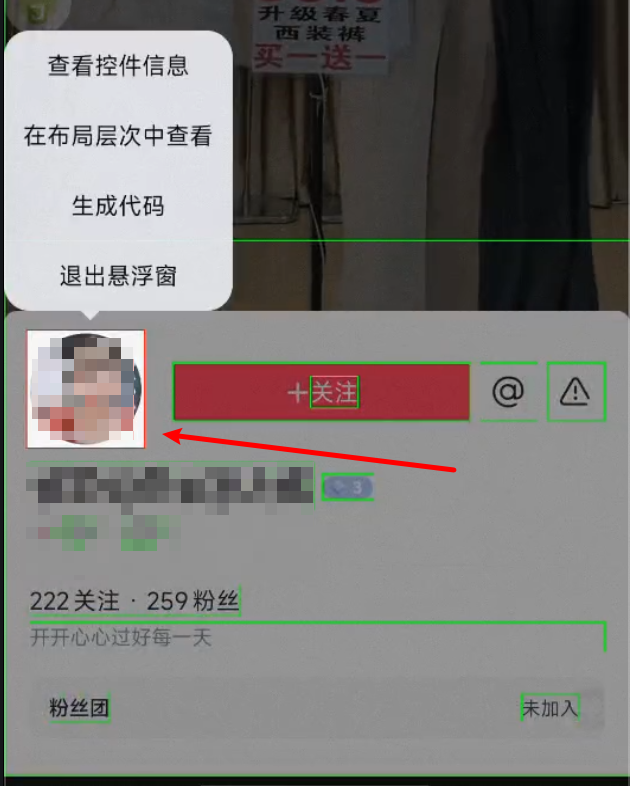 升级春夏
西装裤
买一送一
查看控件信息
在布局层次中查看
生成代码
退出悬浮窗
+关注
@
3
222 关注 · 259 粉丝
开开心心过好每一天
粉丝团
未加入